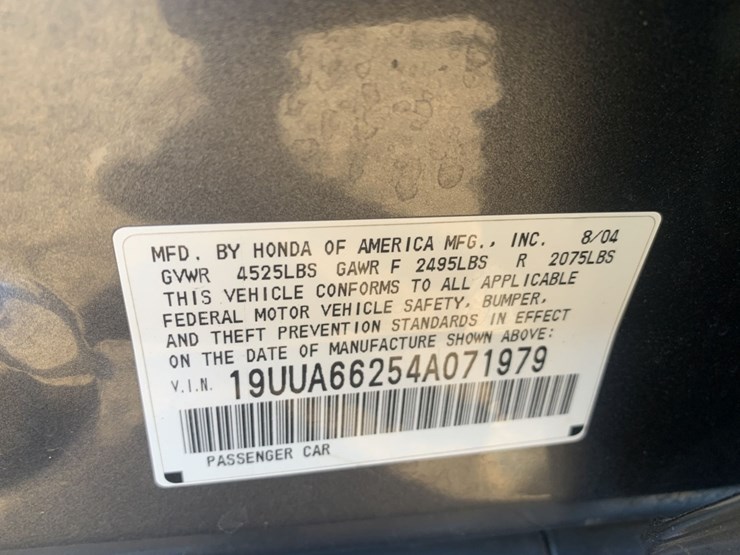 MFD. BY HONDA OF AMERICA MFG., INC. 8/04
GVWR 4525LBS GAWR F 2495LBS R 2075LBS
THIS VEHICLE CONFORMS TO ALL APPLICABLE
FEDERAL MOTOR VEHICLE SAFETY, BUMPER,
AND THEFT PREVENTION STANDARDS IN EFFECT
ON THE DATE OF MANUFACTURE SHOWN ABOVE:
V.I.N. 19UUA66254A071979
PASSENGER CAR